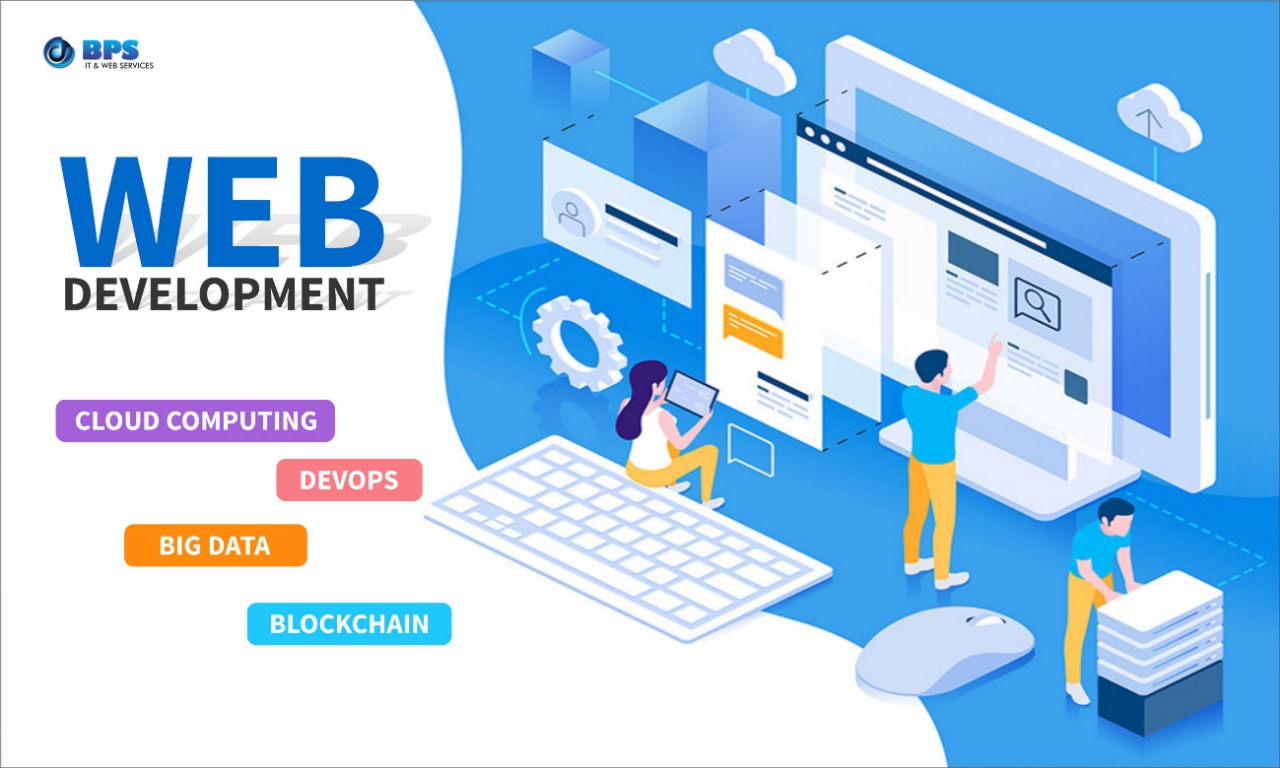 BPS
IT & WEB SERVICES
WEB
DEVELOPMENT
CLOUD COMPUTING
DEVOPS
BIG DATA
BLOCKCHAIN